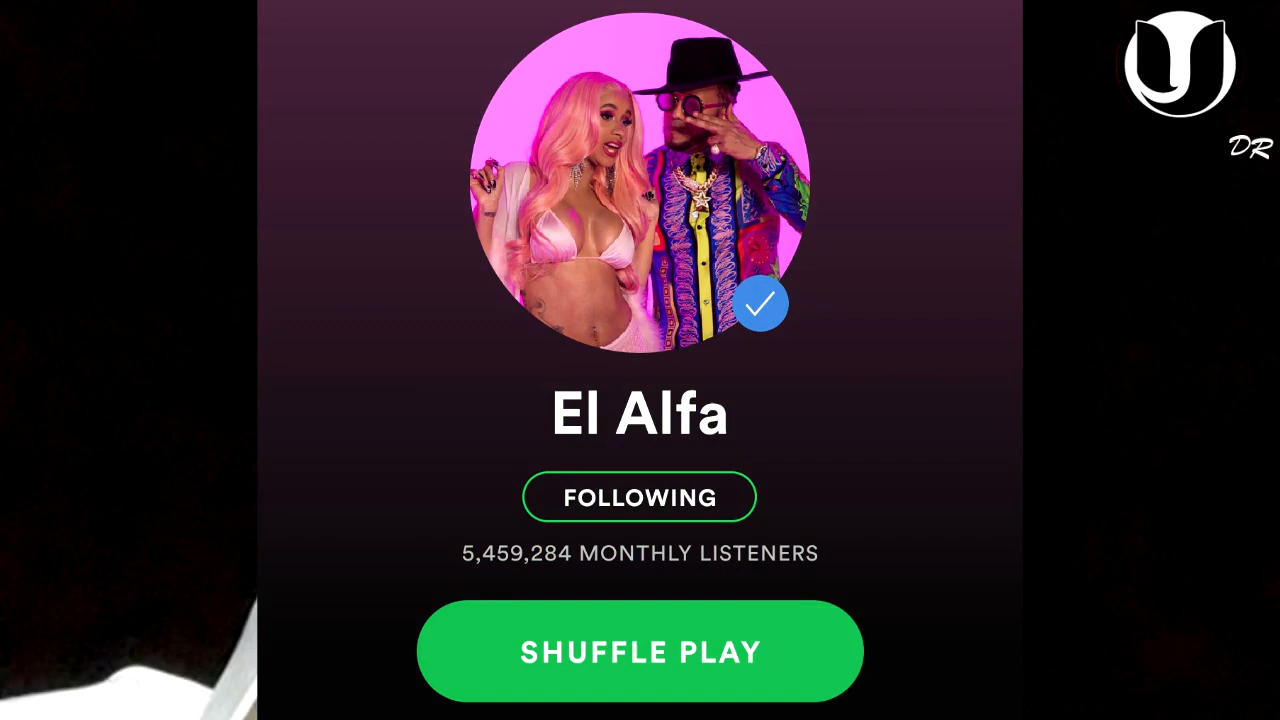 DR
El Alfa
FOLLOWING
5,459,284 MONTHLY LISTENERS
SHUFFLE PLAY